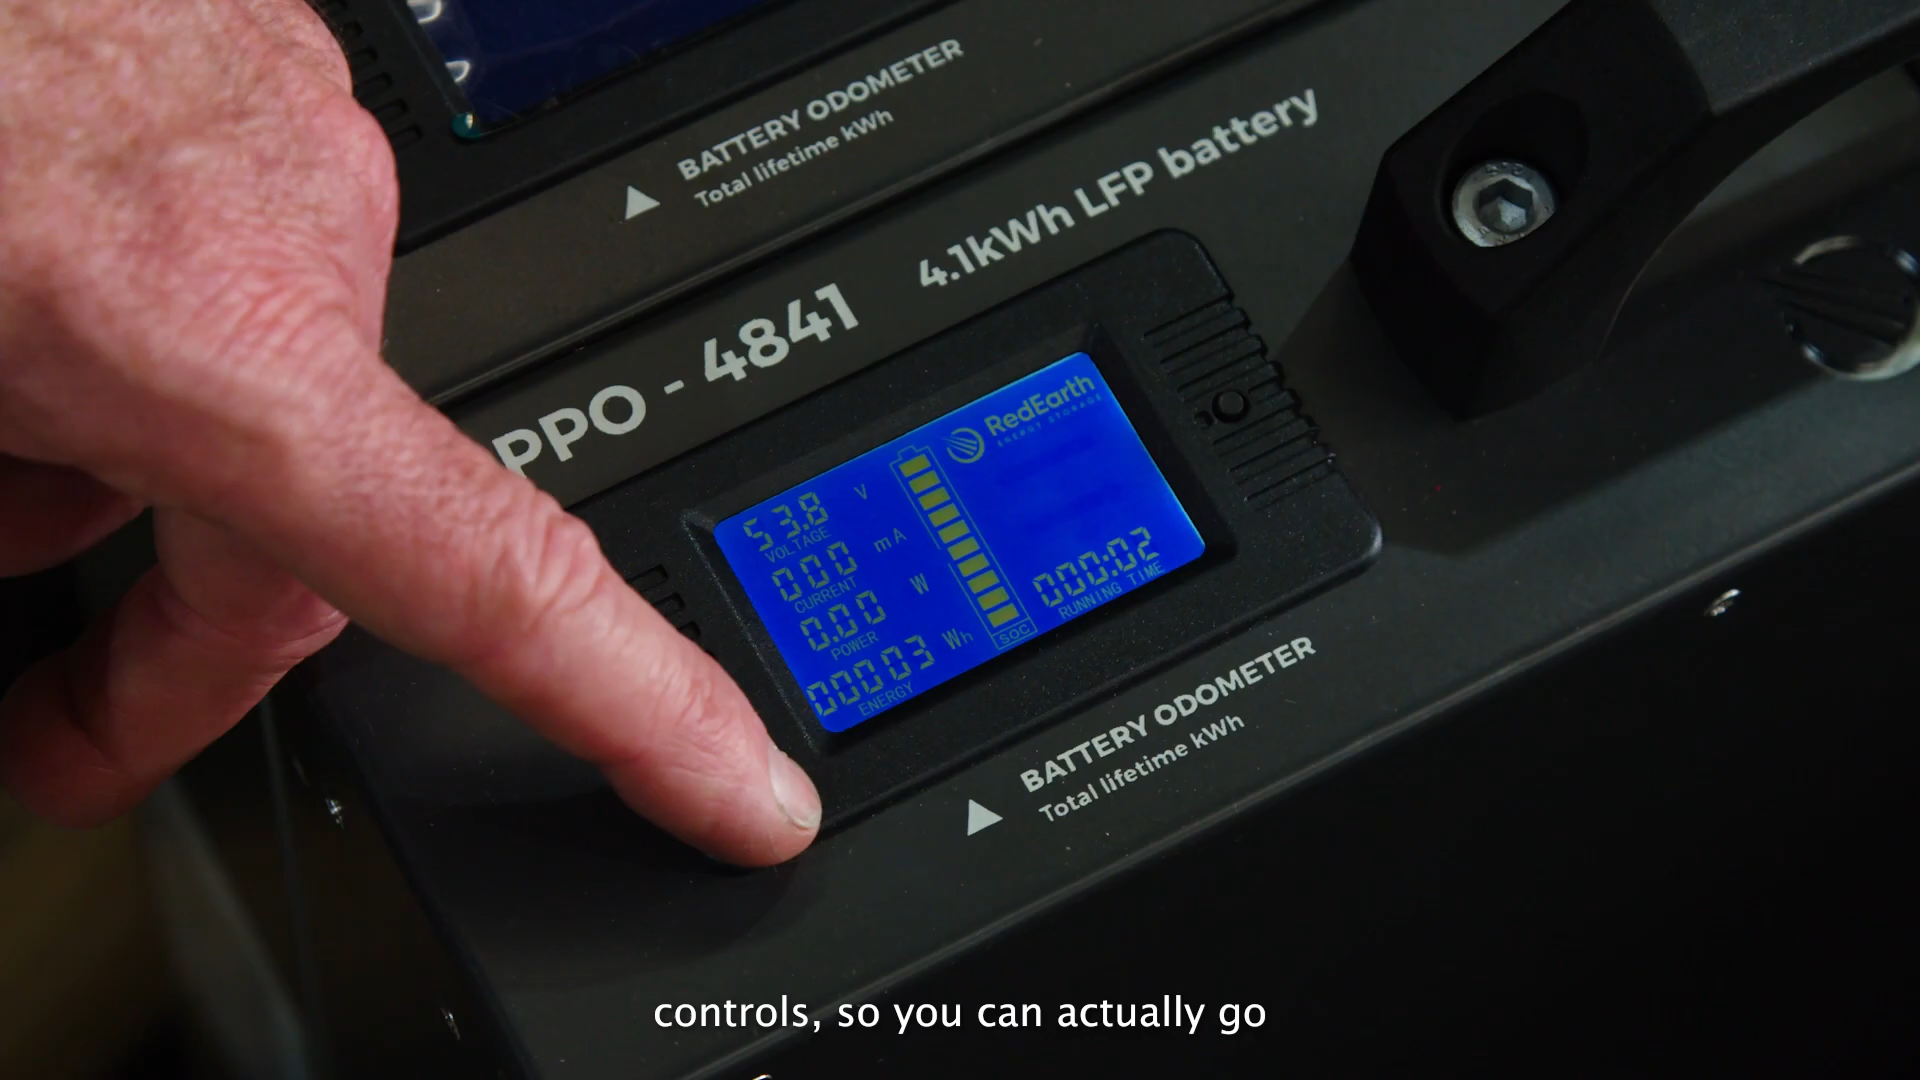 BATTERY ODOMETER
Total lifetime kWh
PPO - 4841
4.1kWh LFP battery
RedEarth
ENERGY STORAGE
53.8 V
VOLTAGE
000 mA
CURRENT
0.00 W
POWER
00003 Wh
ENERGY
SOC
000:02
RUNNING TIME
BATTERY ODOMETER
Total lifetime kWh
controls, so you can actually go